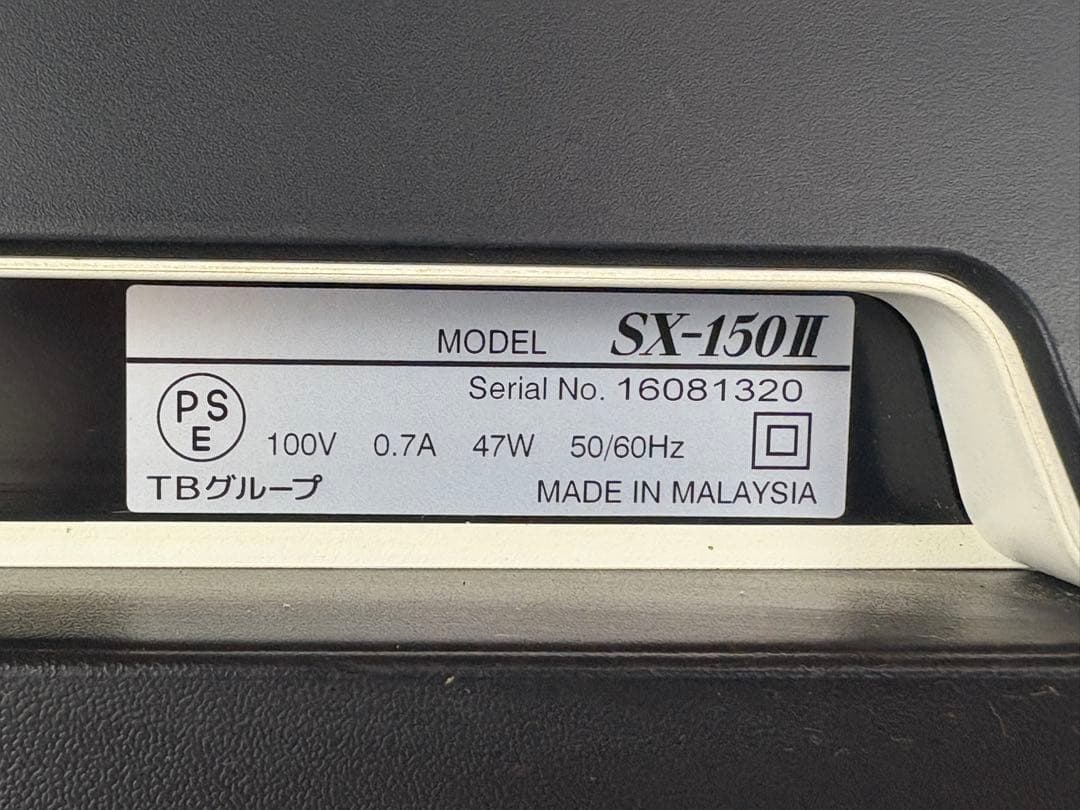 MODEL SX-150II
Serial No. 16081320
PS
E
100V 0.7A 47W 50/60Hz
TBグループ MADE IN MALAYSIA